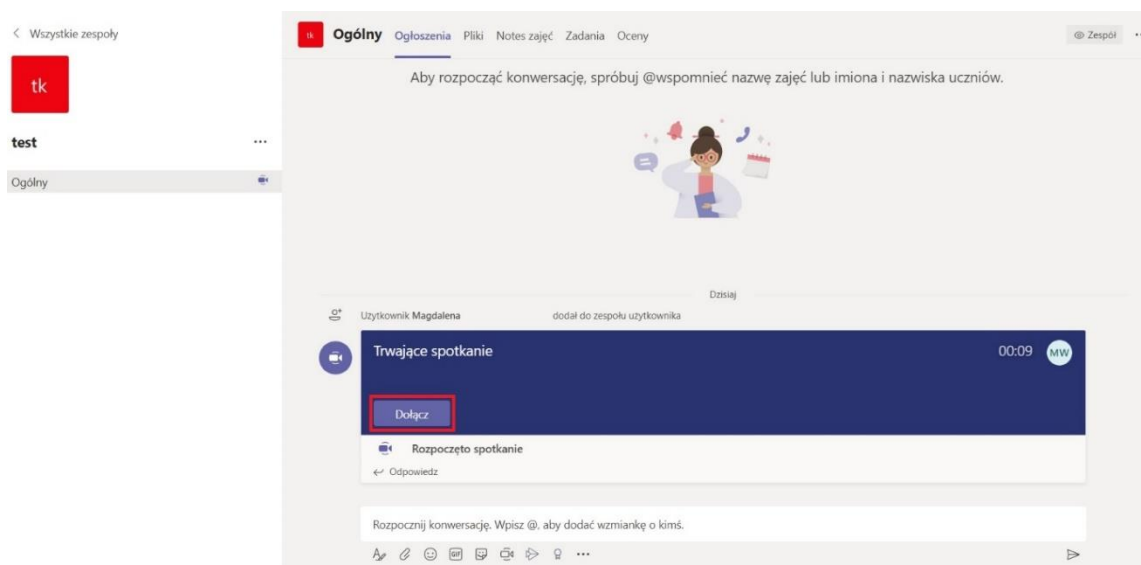 Wszystkie zespoły
tk
test
Ogólny
tk Ogólny Ogłoszenia Pliki Notes zajęć Zadania Oceny Zespół
Aby rozpocząć konwersację, spróbuj @wspomnieć nazwę zajęć lub imiona i nazwiska uczniów.
Dzisiaj
Użytkownik Magdalena dodał do zespołu użytkownika
Trwające spotkanie 00:09 MW
Dołącz
Rozpoczęto spotkanie
Odpowiedz
Rozpocznij konwersację. Wpisz @, aby dodać wzmiankę o kimś.
GIF